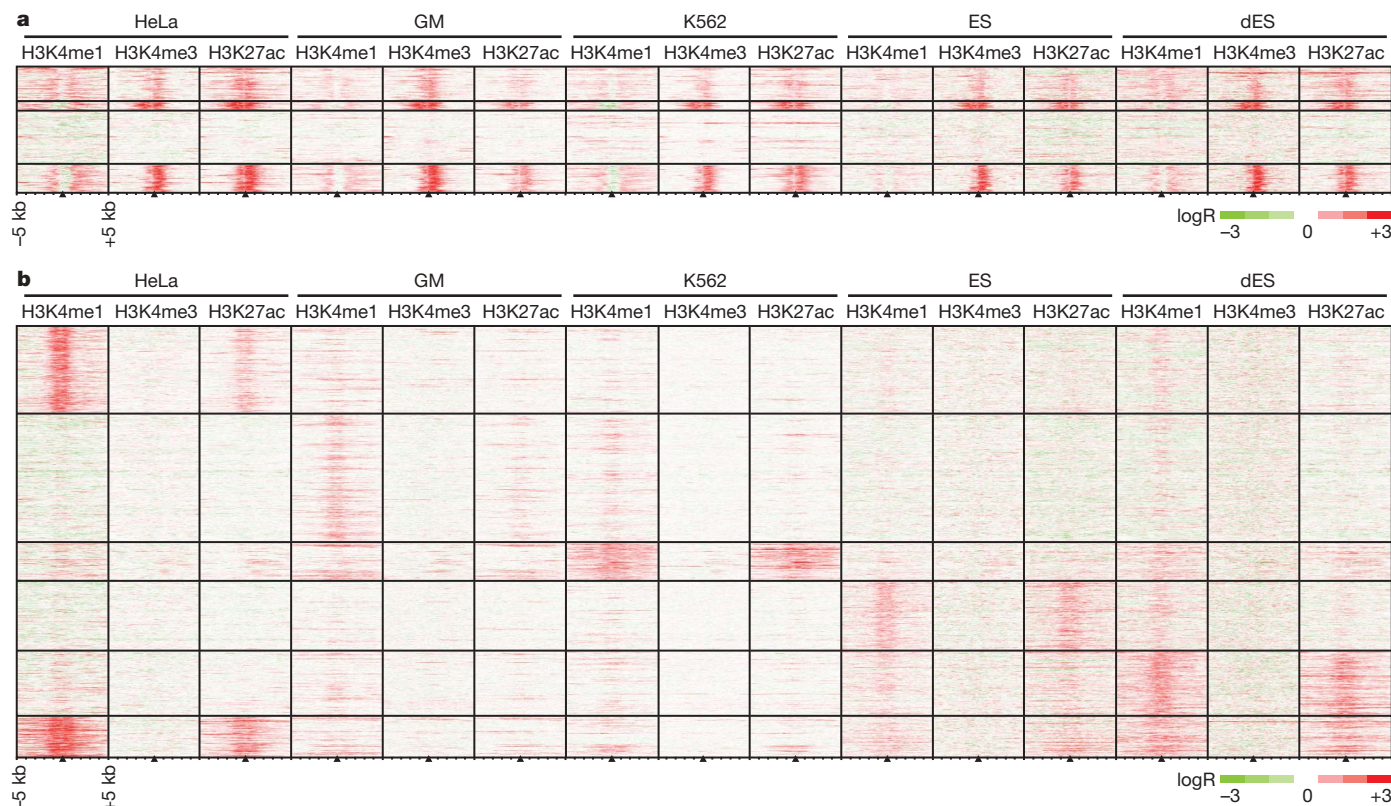 a
HeLa GM K562 ES dES
H3K4me1 H3K4me3 H3K27ac H3K4me1 H3K4me3 H3K27ac H3K4me1 H3K4me3 H3K27ac H3K4me1 H3K4me3 H3K27ac H3K4me1 H3K4me3 H3K27ac
–5 kb +5 kb
logR
–3 0 +3
b
HeLa GM K562 ES dES
H3K4me1 H3K4me3 H3K27ac H3K4me1 H3K4me3 H3K27ac H3K4me1 H3K4me3 H3K27ac H3K4me1 H3K4me3 H3K27ac H3K4me1 H3K4me3 H3K27ac
–5 kb +5 kb
logR
–3 0 +3